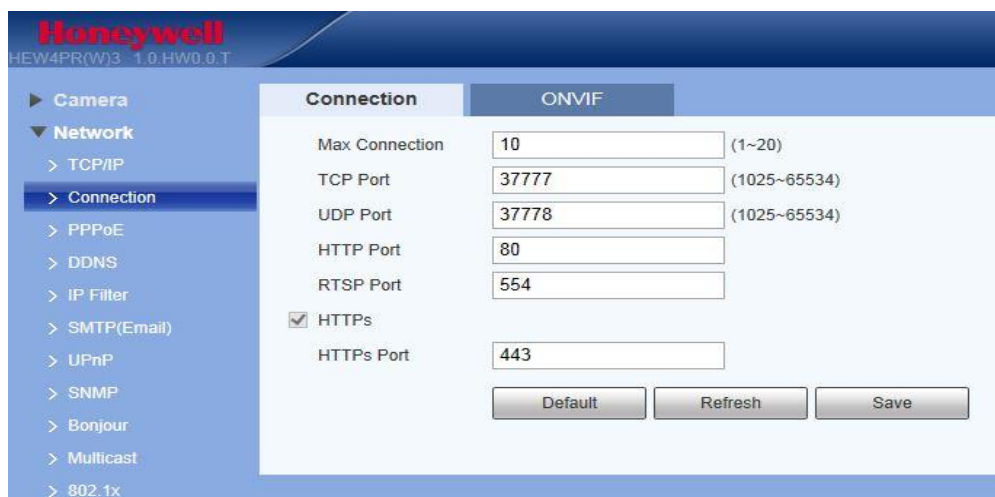 Honeywell
HEW4PR(W)3 1.0.HW0.0.T
Camera
Network
> TCP/IP
> Connection
> PPPoE
> DDNS
> IP Filter
> SMTP(Email)
> UPnP
> SNMP
> Bonjour
> Multicast
> 802.1x
Connection ONVIF
Max Connection 10 (1~20)
TCP Port 37777 (1025~65534)
UDP Port 37778 (1025~65534)
HTTP Port 80
RTSP Port 554
HTTPs
HTTPs Port 443
Default Refresh Save